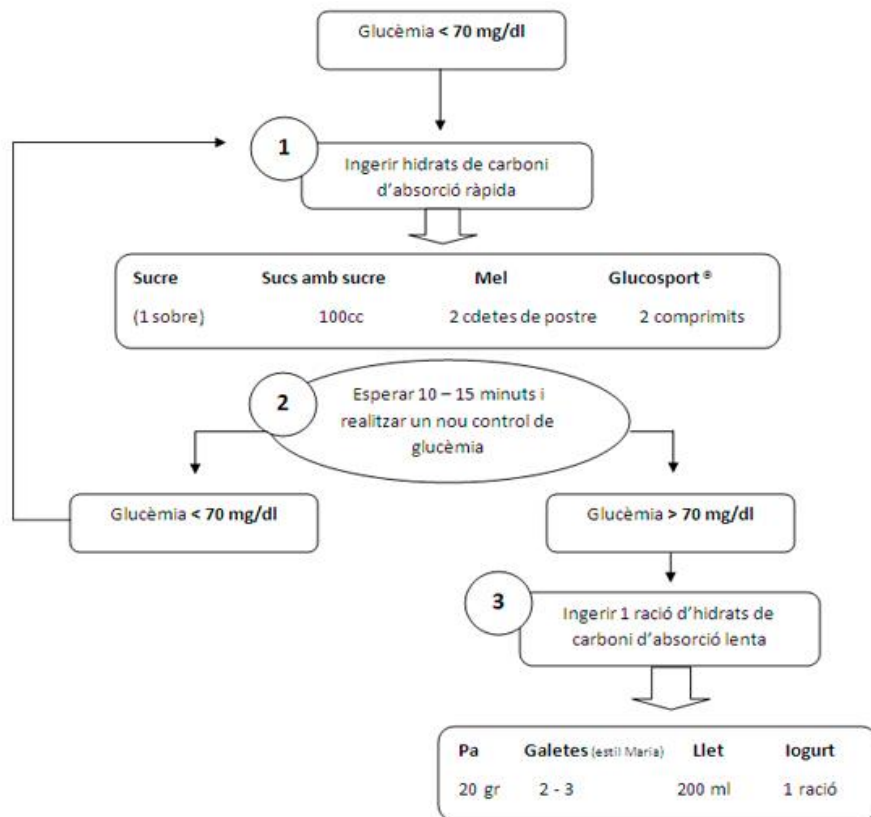 Glucèmia < 70 mg/dl
1
Ingerir hidrats de carboni
d’absorció ràpida
Sucre Sucs amb sucre Mel Glucosport ®
(1 sobre) 100cc 2 cdetes de postre 2 comprimits
2
Esperar 10 – 15 minuts i
realitzar un nou control de
glucèmia
Glucèmia < 70 mg/dl
Glucèmia > 70 mg/dl
3
Ingerir 1 ració d’hidrats de
carboni d’absorció lenta
Pa Galetes (estil Maria) Llet Iogurt
20 gr 2 - 3 200 ml 1 ració